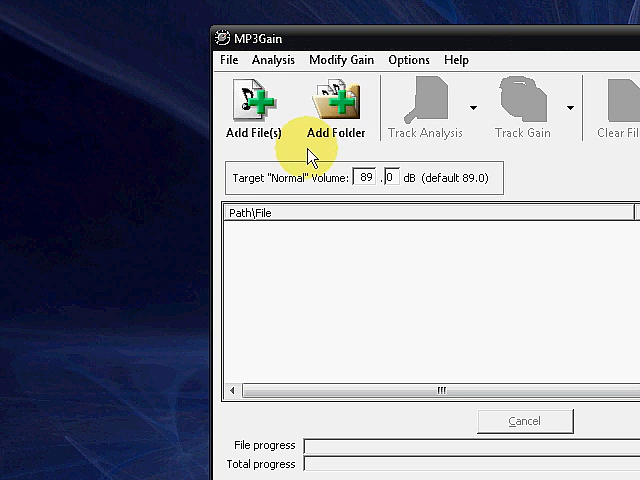 MP3Gain
File Analysis Modify Gain Options Help
Add File(s) Add Folder Track Analysis Track Gain Clear Fil
Target "Normal" Volume: 89 . 0 dB (default 89.0)
Path\File
Cancel
File progress
Total progress